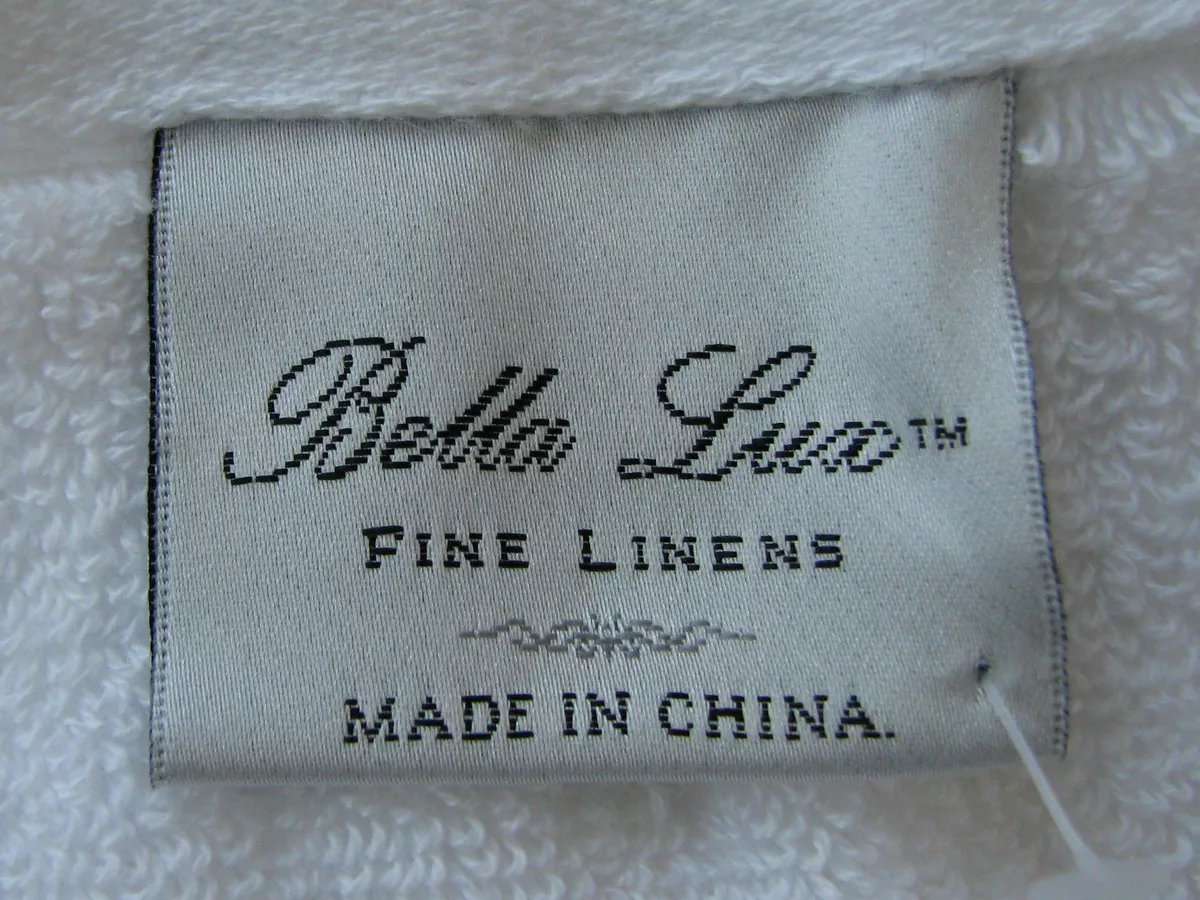 Bella Lux™
FINE LINENS
MADE IN CHINA.